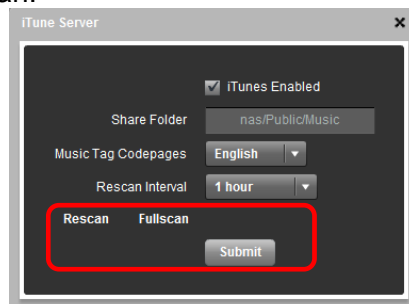 iTune Server
iTunes Enabled
Share Folder nas/Public/Music
Music Tag Codepages English
Rescan Interval 1 hour
Rescan Fullscan
Submit